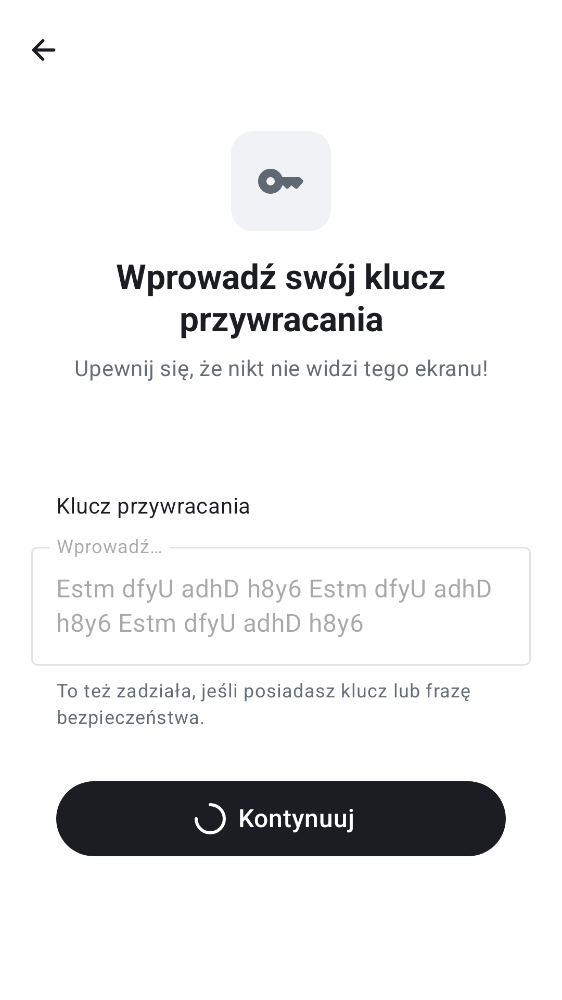 Wprowadź swój klucz
przywracania
Upewnij się, że nikt nie widzi tego ekranu!
Klucz przywracania
Wprowadź…
Estm dfyU adhD h8y6 Estm dfyU adhD
h8y6 Estm dfyU adhD h8y6
To też zadziała, jeśli posiadasz klucz lub frazę
bezpieczeństwa.
Kontynuuj